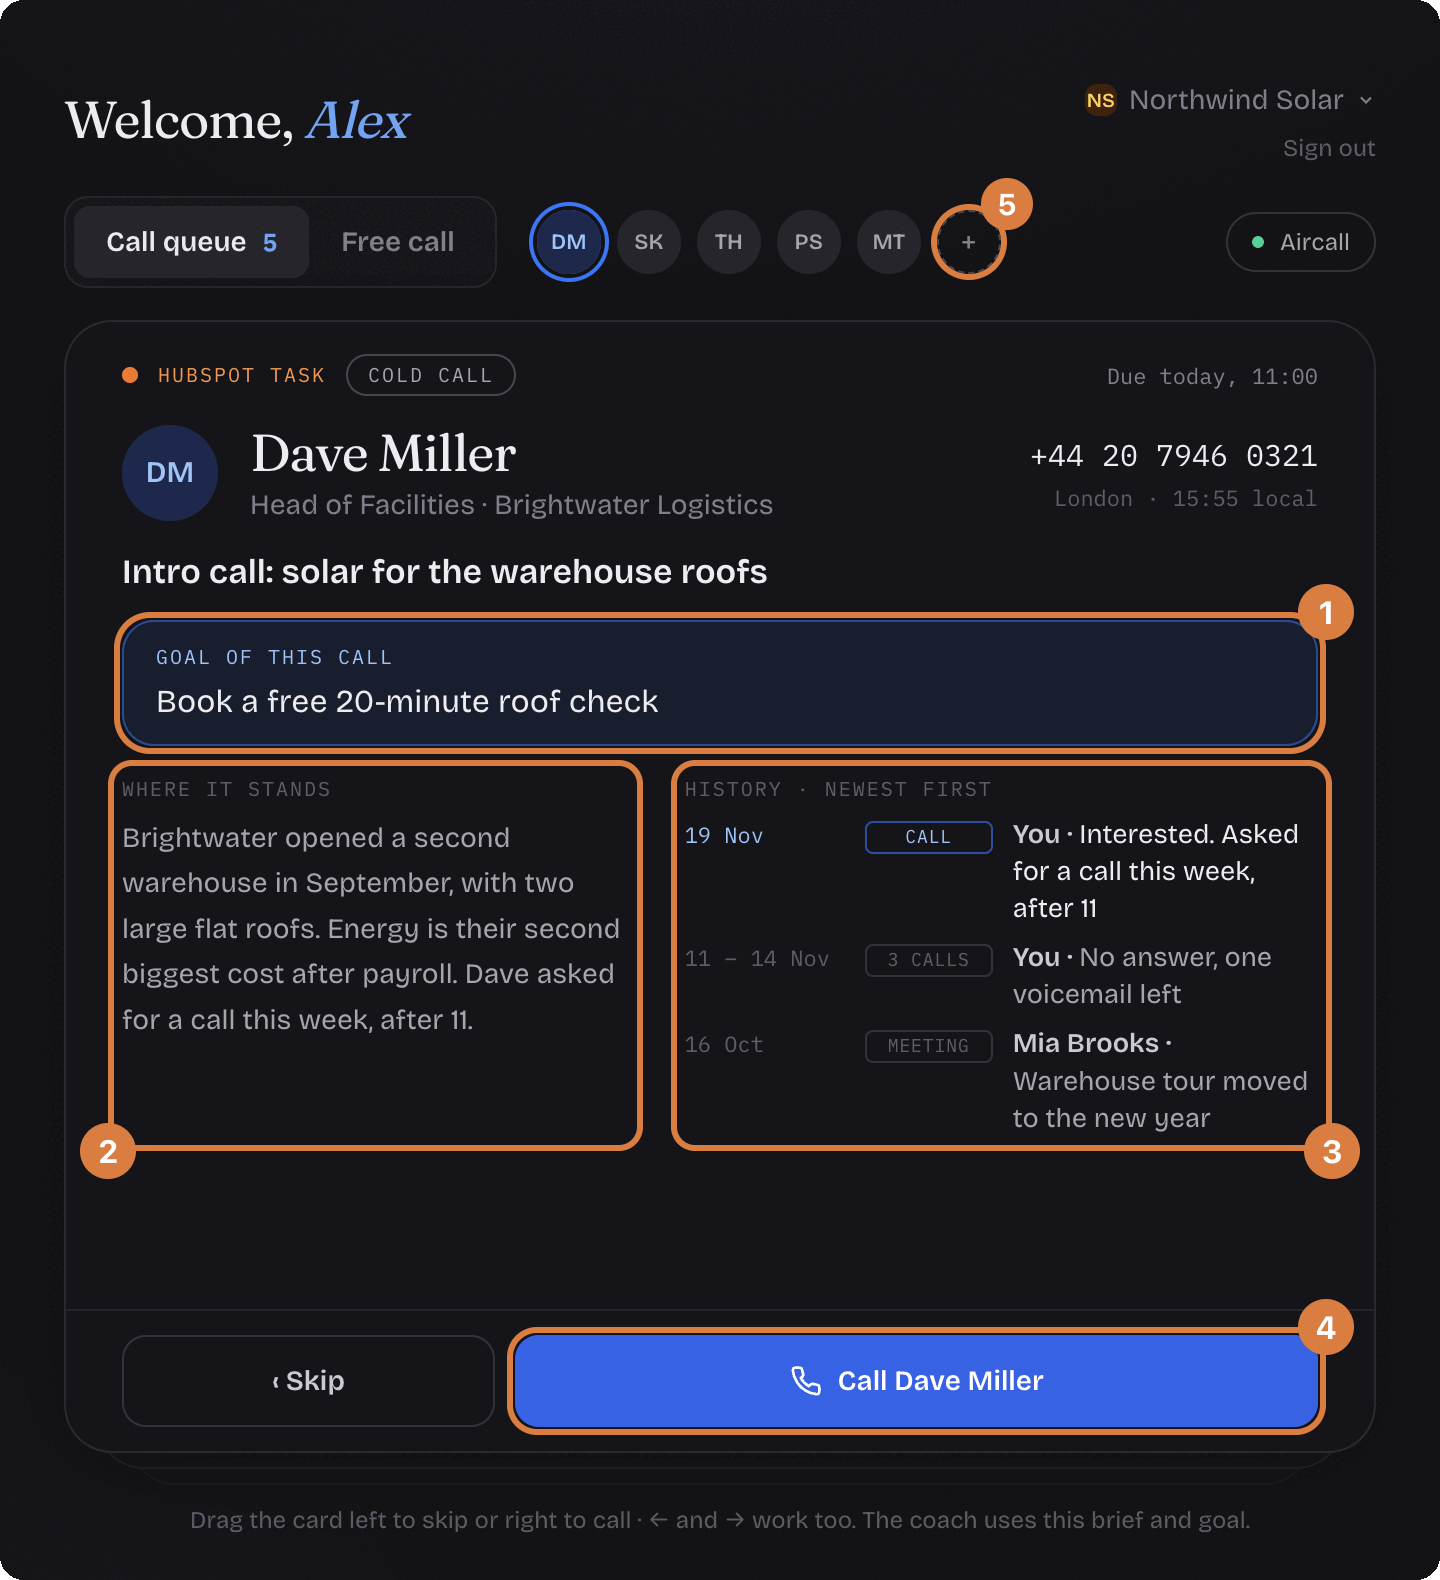 Welcome, Alex
NS Northwind Solar
Sign out
Call queue 5 Free call
DM SK TH PS MT + 5
Aircall
HUBSPOT TASK COLD CALL
Due today, 11:00
DM
Dave Miller
Head of Facilities · Brightwater Logistics
+44 20 7946 0321
London · 15:55 local
Intro call: solar for the warehouse roofs
1
GOAL OF THIS CALL
Book a free 20-minute roof check
WHERE IT STANDS
Brightwater opened a second
warehouse in September, with two
large flat roofs. Energy is their second
biggest cost after payroll. Dave asked
for a call this week, after 11.
2
HISTORY · NEWEST FIRST
19 Nov CALL You · Interested. Asked
for a call this week,
after 11
11 – 14 Nov 3 CALLS You · No answer, one
voicemail left
16 Oct MEETING Mia Brooks ·
Warehouse tour moved
to the new year
3
4
‹ Skip
Call Dave Miller
Drag the card left to skip or right to call · ← and → work too. The coach uses this brief and goal.